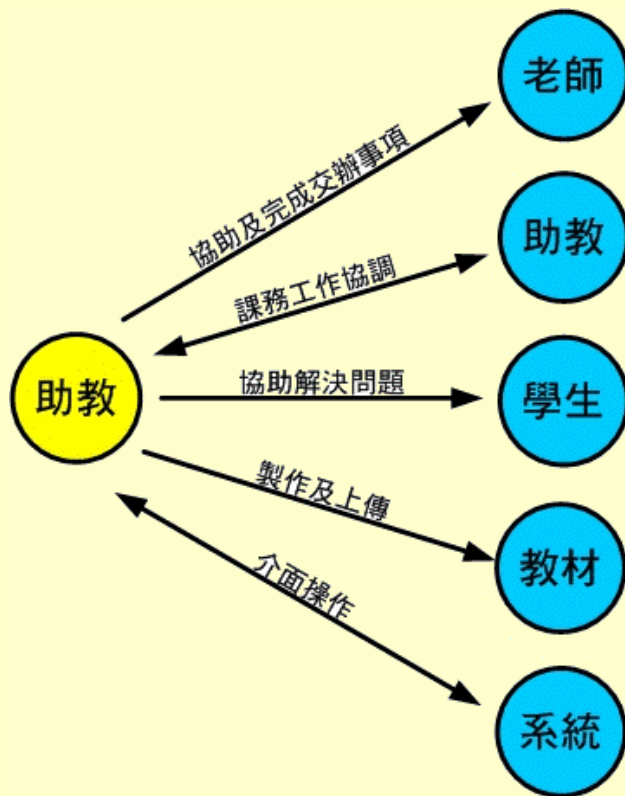 老師
協助及完成交辦事項
助教
課務工作協調
助教
協助解決問題
學生
製作及上傳
教材
介面操作
系統